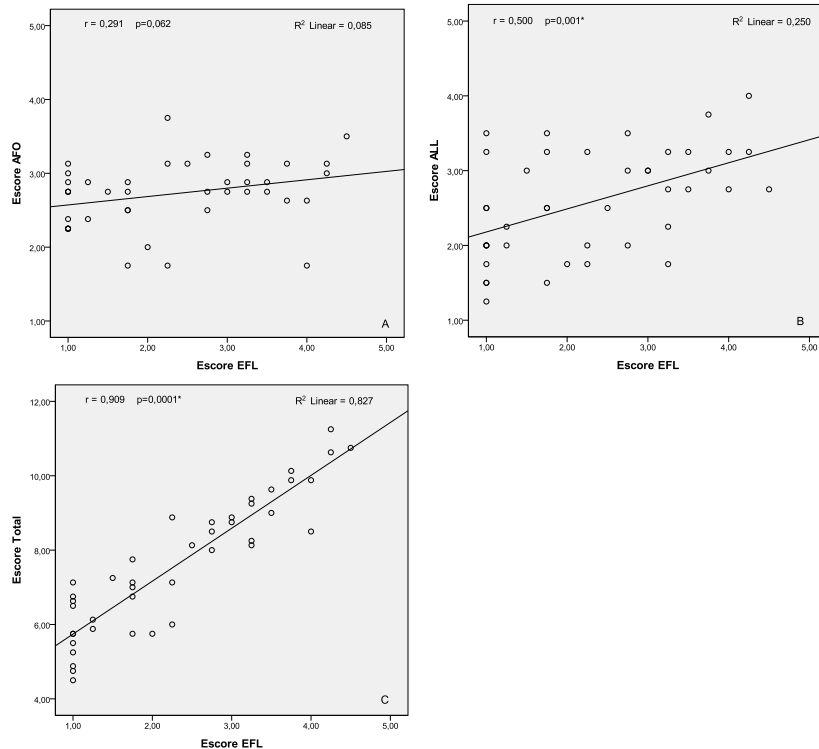 r = 0,291 p=0,062 R² Linear = 0,085
5,00
4,00
3,00
2,00
1,00
Escore AFO
A
1,00 2,00 3,00 4,00 5,00
Escore EFL
r = 0,500 p=0,001* R² Linear = 0,250
5,00
4,00
3,00
2,00
1,00
Escore ALL
B
1,00 2,00 3,00 4,00 5,00
Escore EFL
r = 0,909 p=0,0001* R² Linear = 0,827
12,00
10,00
8,00
6,00
4,00
Escore Total
C
1,00 2,00 3,00 4,00 5,00
Escore EFL